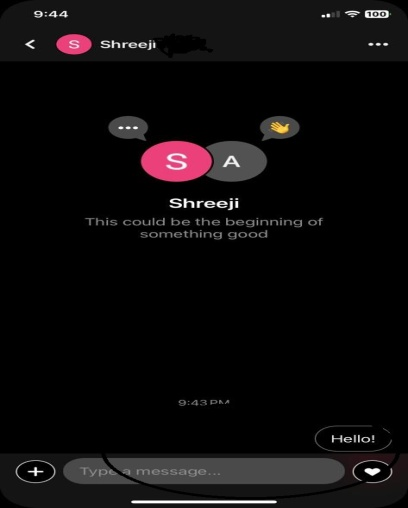 9:44
100
S
Shreeji
S
A
Shreeji
This could be the beginning of
something good
9:43 PM
Hello!
Type a message...